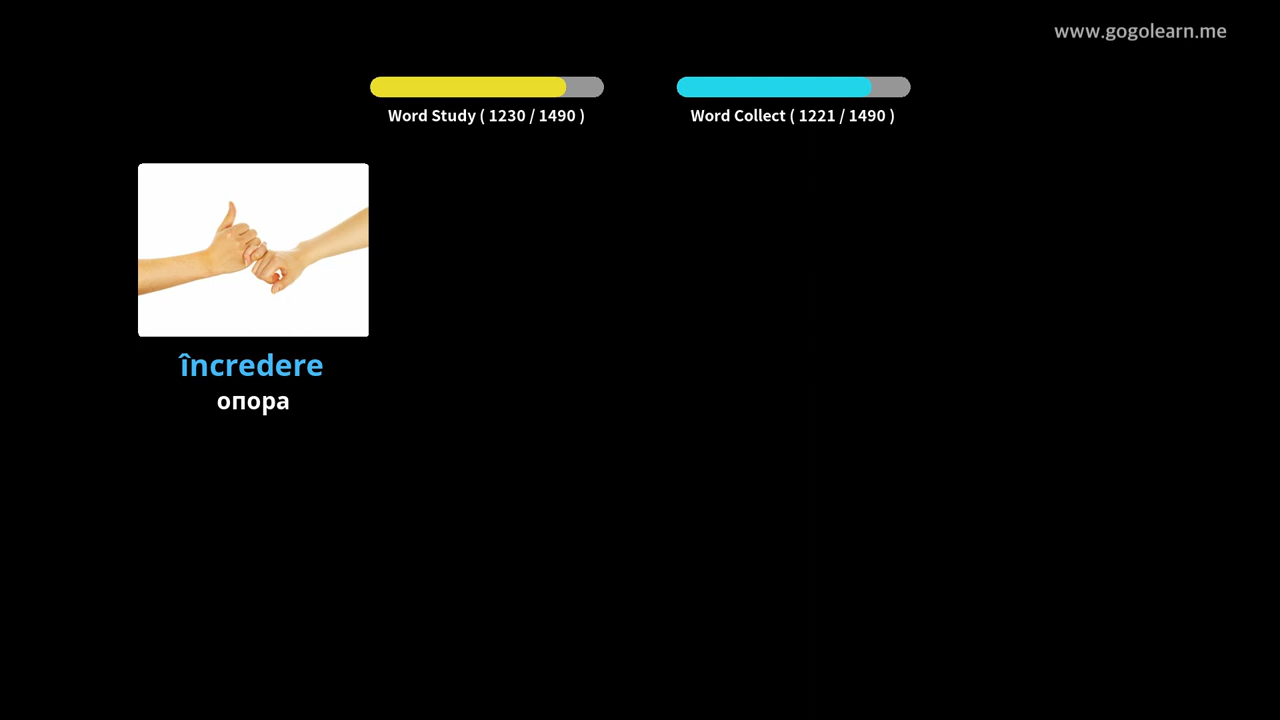 www.gogolearn.me
Word Study ( 1230 / 1490 )
Word Collect ( 1221 / 1490 )
încredere
опора